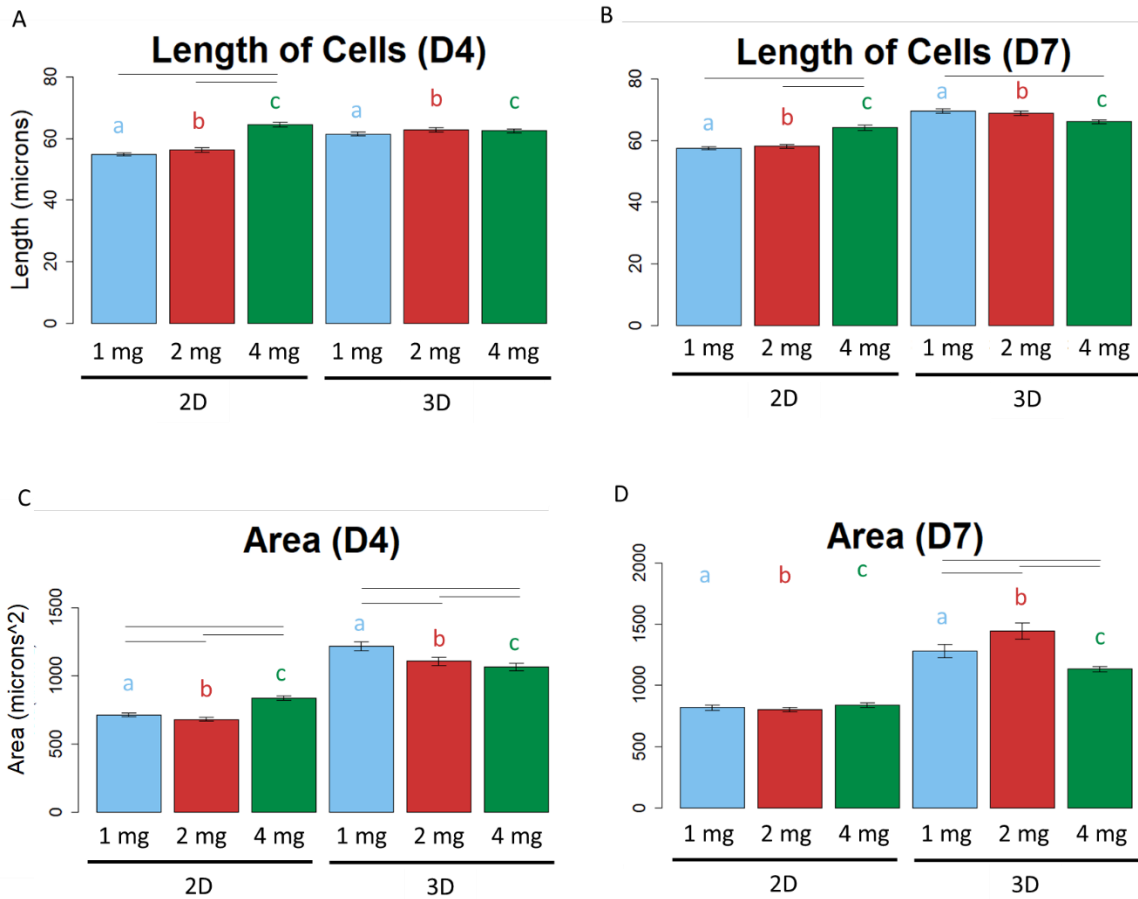 A
Length of Cells (D4)
Length (microns)
80
60
40
20
0
a
b
c
a
b
c
1 mg 2 mg 4 mg 1 mg 2 mg 4 mg
2D 3D
B
Length of Cells (D7)
80
60
40
20
0
a
b
c
a
b
c
1 mg 2 mg 4 mg 1 mg 2 mg 4 mg
2D 3D
C
Area (D4)
Area (microns^2)
1500
1000
500
0
a
b
c
a
b
c
1 mg 2 mg 4 mg 1 mg 2 mg 4 mg
2D 3D
D
Area (D7)
2000
1500
1000
500
0
a
b
c
a
b
c
1 mg 2 mg 4 mg 1 mg 2 mg 4 mg
2D 3D